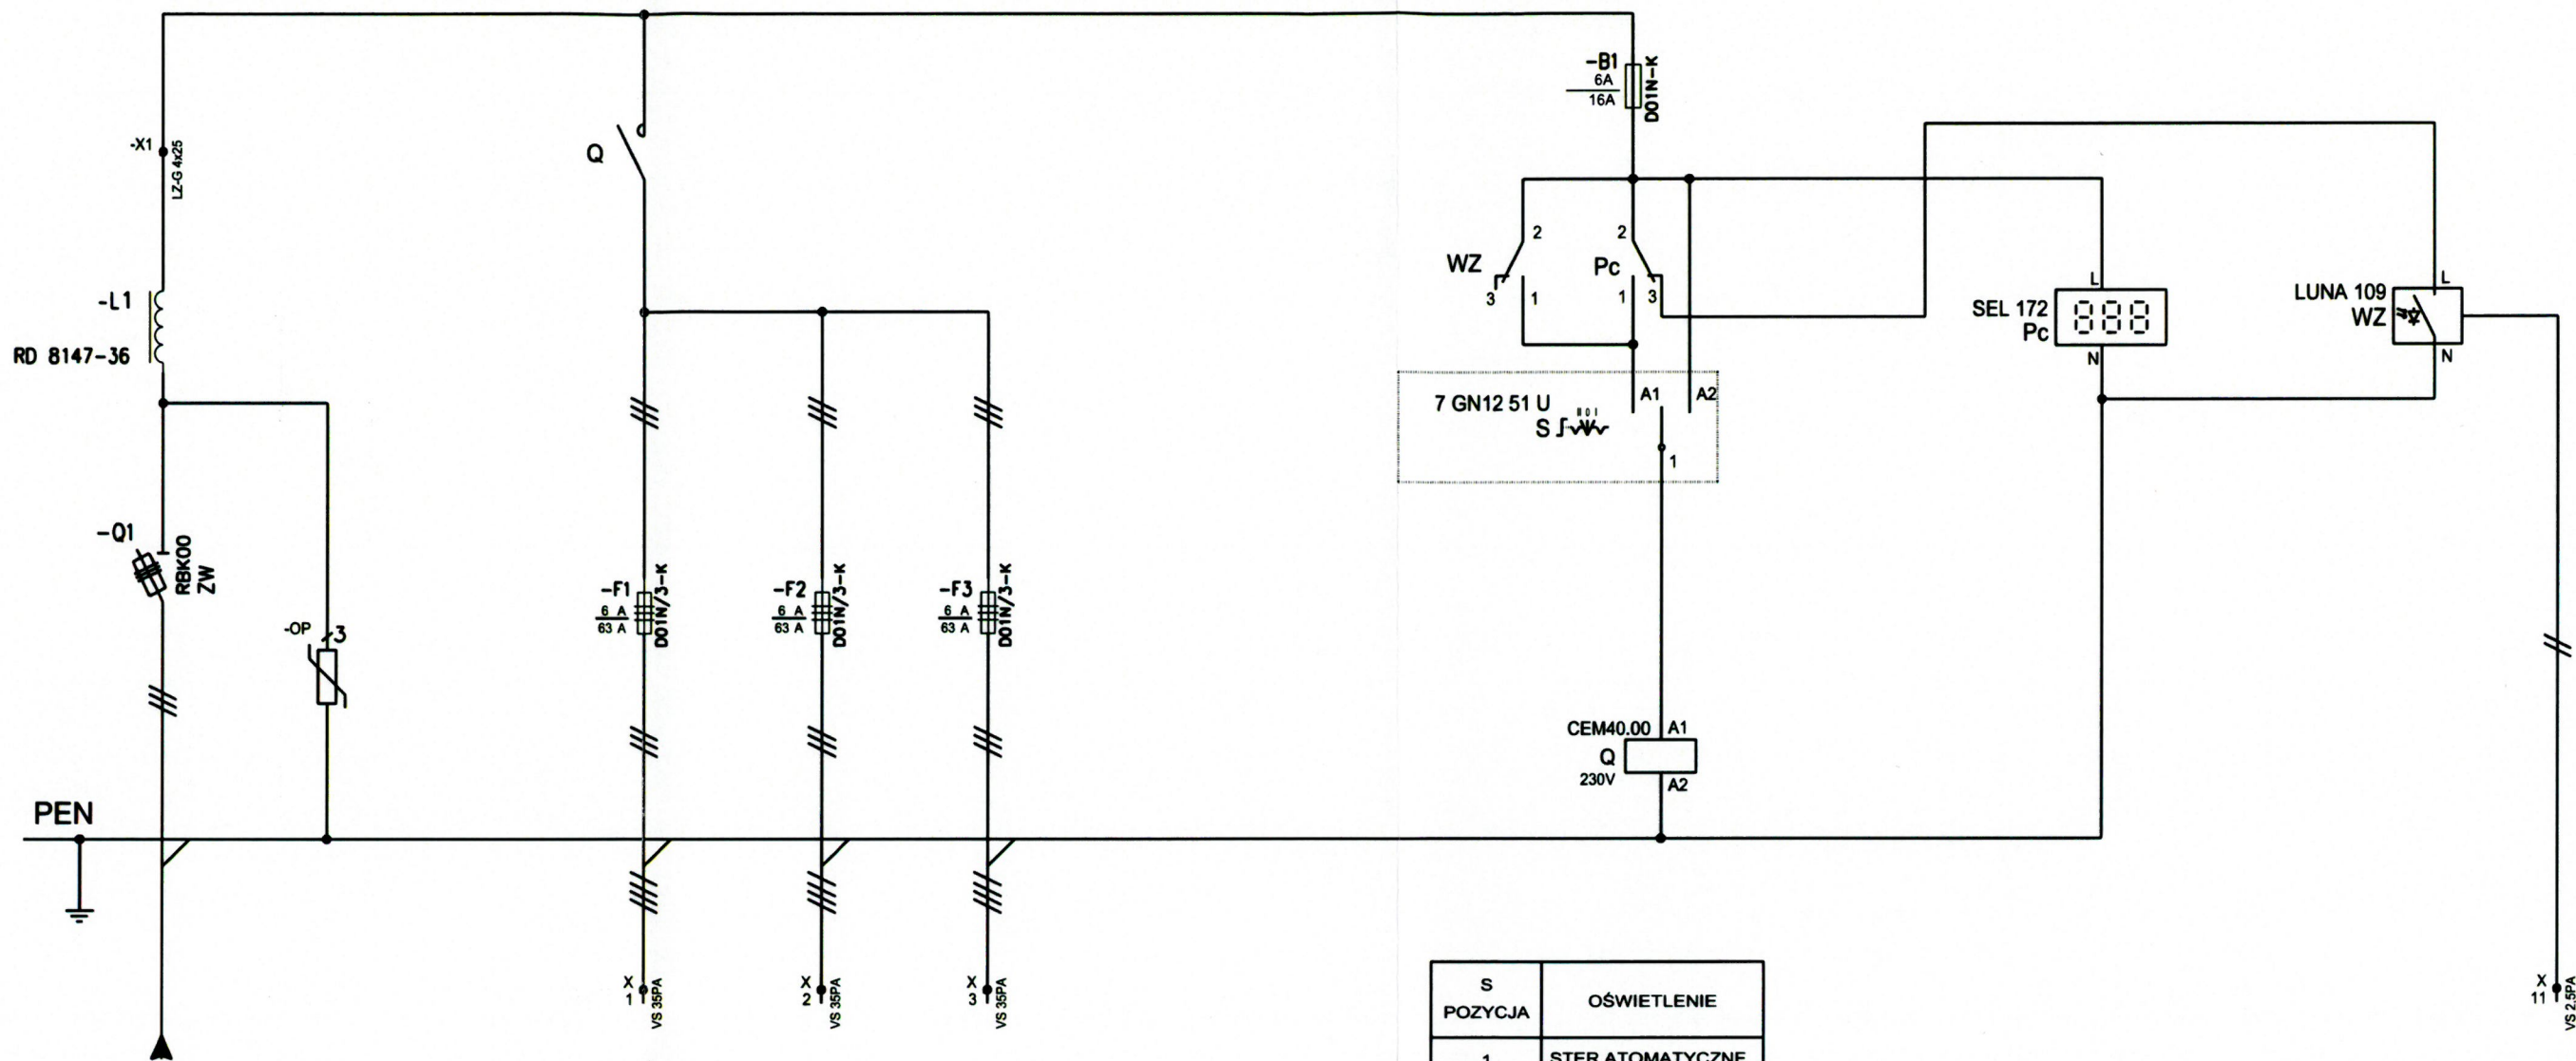 -B1
6A
16A
D01N-K
-X1
LZ-G 4x25
Q
2
2
WZ
Pc
3
1
1
3
-L1
RD 8147-36
SEL 172
Pc
L
N
LUNA 109
WZ
L
N
7 GN12 51 U
S
A1
A2
1
-Q1
RBK00
ZW
-OP
3
-F1
6 A
63 A
D01N/3-K
-F2
6 A
63 A
D01N/3-K
-F3
6 A
63 A
D01N/3-K
CEM40.00
Q
230V
A1
A2
PEN
X
1
VS 35PA
X
2
VS 35PA
X
3
VS 35PA
X
11
VS 2.5PA
S
POZYCJA
OŚWIETLENIE
1
STER ATOMATYCZNE